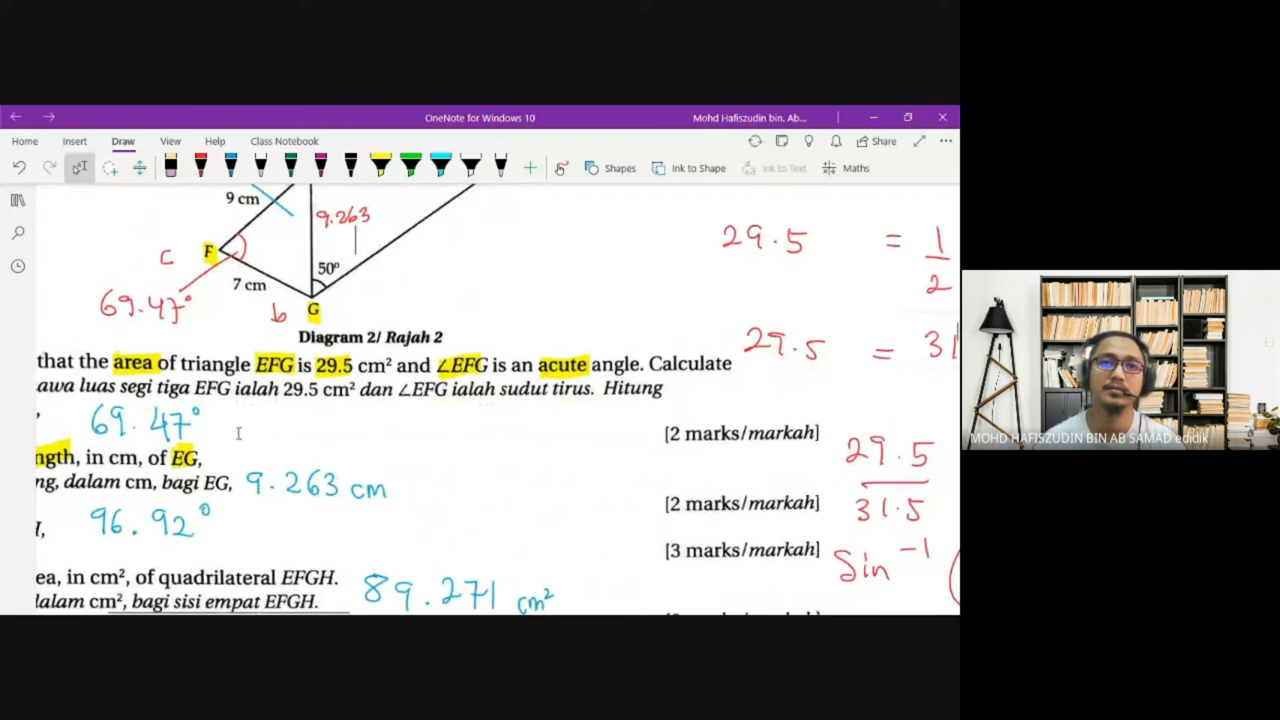 OneNote for Windows 10
Mohd Hafiszudin bin. Ab...
Home Insert Draw View Help Class Notebook
Share
Shapes Ink to Shape Ink to Text Maths
9 cm
9.263
c F
50°
7 cm
69.47°
b G
Diagram 2/ Rajah 2
that the area of triangle EFG is 29.5 cm² and ∠EFG is an acute angle. Calculate
awa luas segi tiga EFG ialah 29.5 cm² dan ∠EFG ialah sudut tirus. Hitung
69.47°
[2 marks/markah]
ngth, in cm, of EG,
ng, dalam cm, bagi EG, 9.263 cm
[2 marks/markah]
96.92°
[3 marks/markah]
ea, in cm², of quadrilateral EFGH.
dalam cm², bagi sisi empat EFGH. 89.271 cm²
29.5 = 1
2
29.5 = 31
29.5
31.5
Sin⁻¹ (
MOHD HAFISZUDIN BIN AB SAMAD edidik